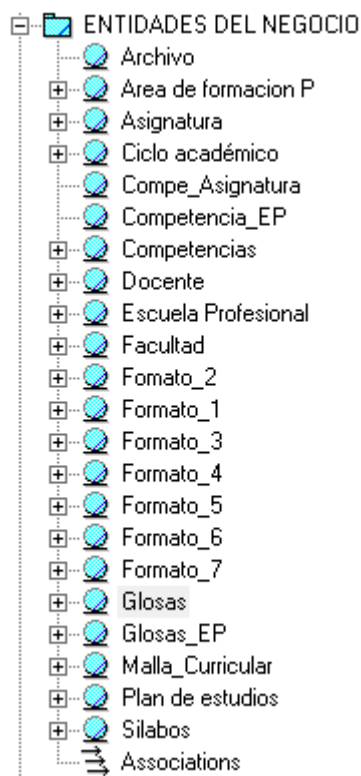 ENTIDADES DEL NEGOCIO
Archivo
Area de formacion P
Asignatura
Ciclo académico
Compe_Asignatura
Competencia_EP
Competencias
Docente
Escuela Profesional
Facultad
Fomato_2
Formato_1
Formato_3
Formato_4
Formato_5
Formato_6
Formato_7
Glosas
Glosas_EP
Malla_Curricular
Plan de estudios
Silabos
Associations